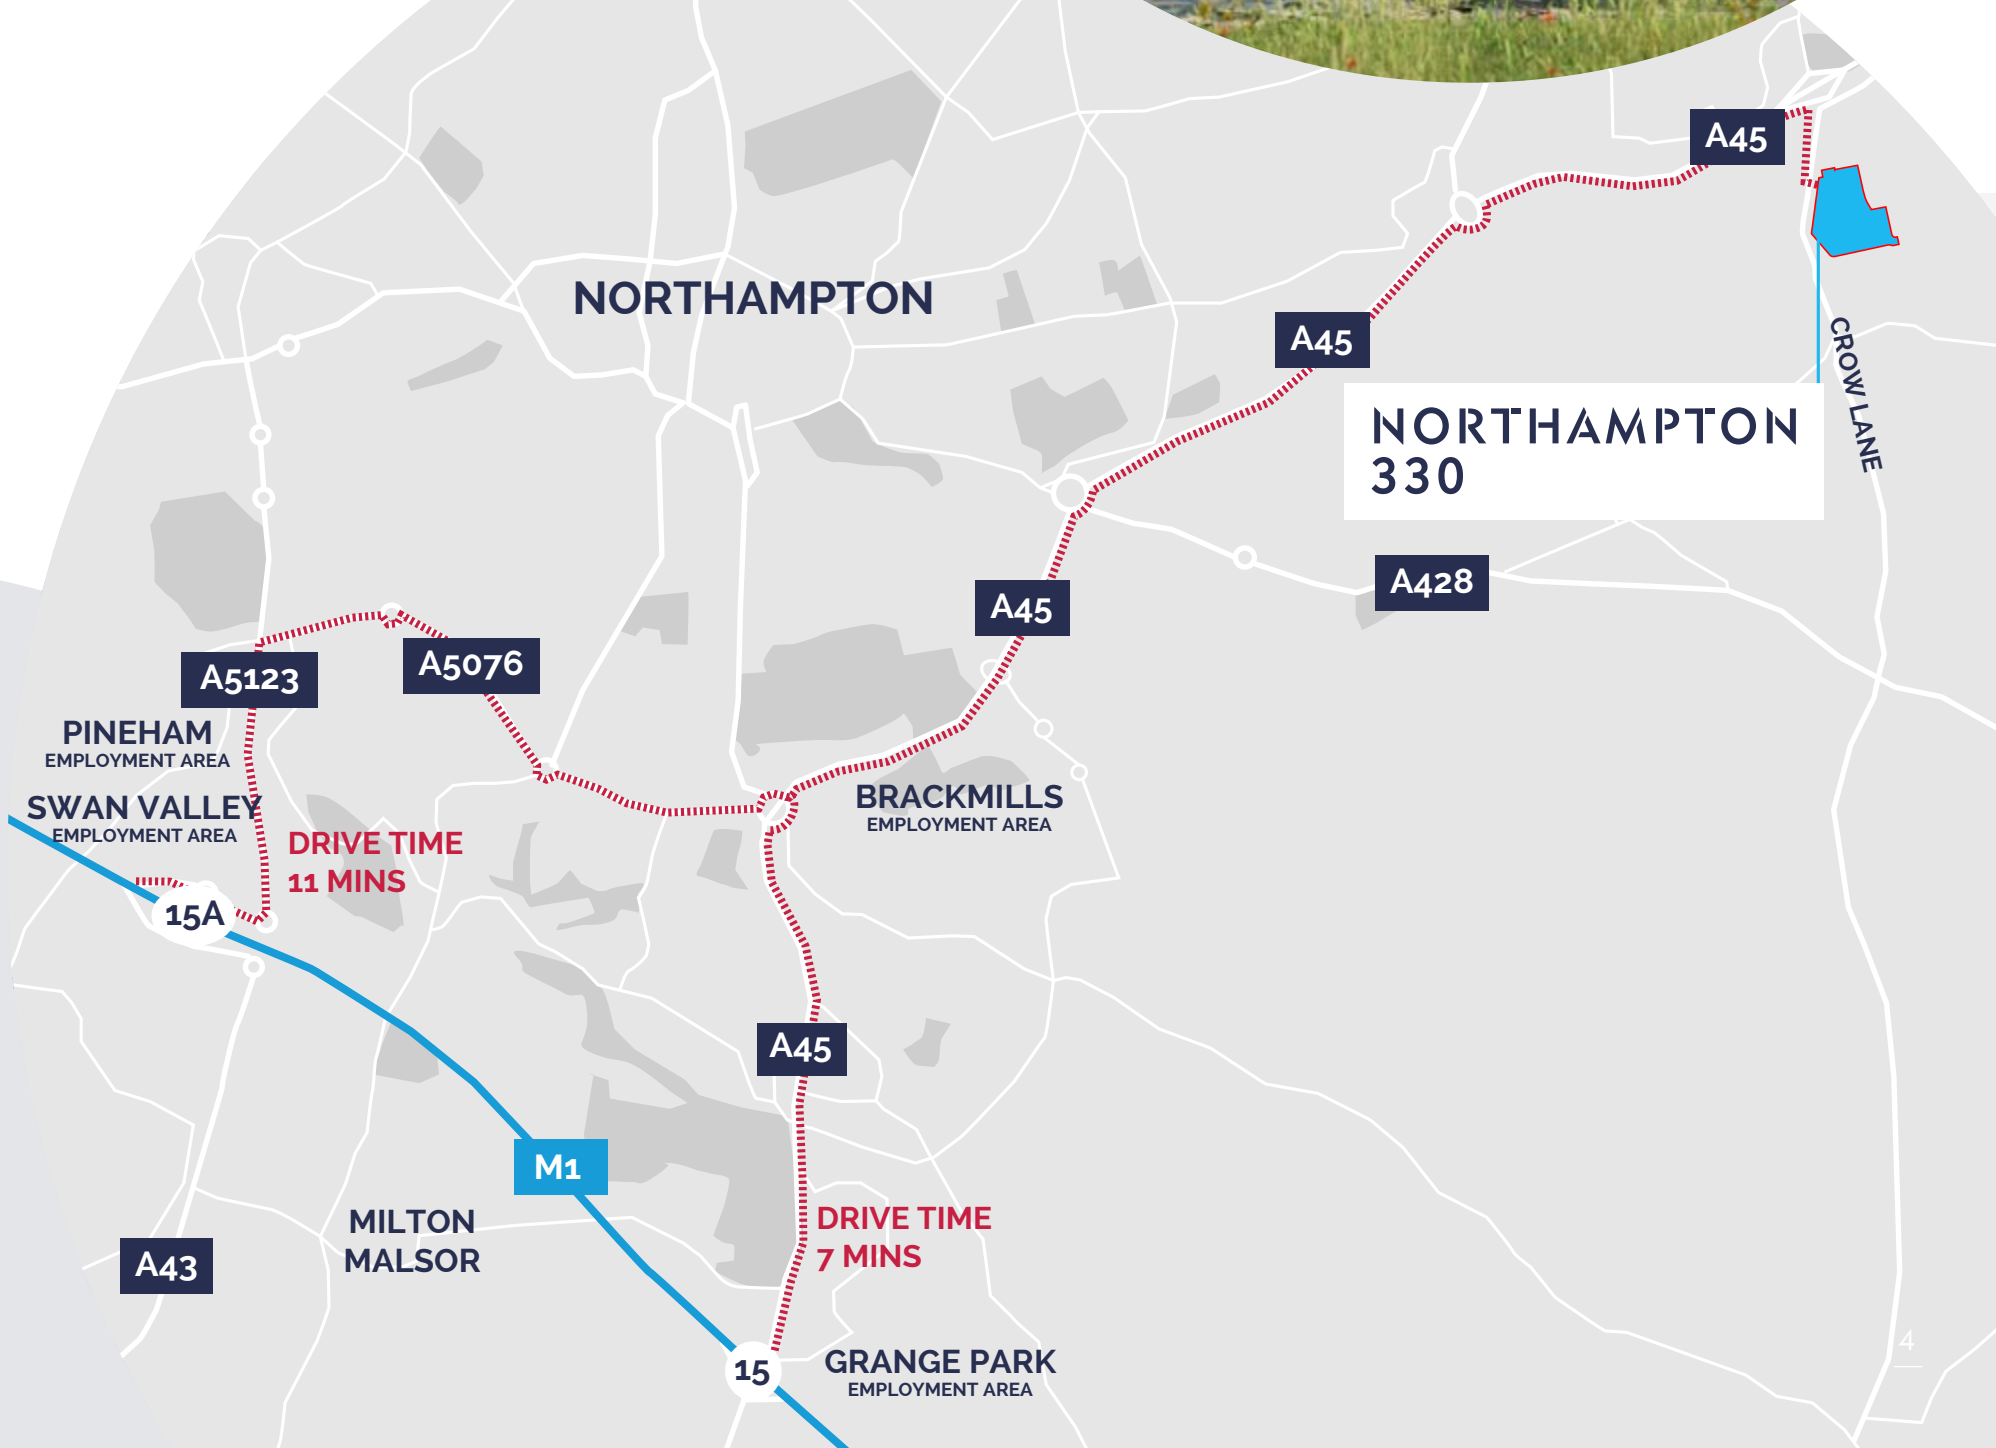 A45
NORTHAMPTON
A45
CROW LANE
NORTHAMPTON
330
A428
A45
A5076
A5123
PINEHAM
EMPLOYMENT AREA
SWAN VALLEY
EMPLOYMENT AREA
BRACKMILLS
EMPLOYMENT AREA
DRIVE TIME
11 MINS
15A
A45
M1
MILTON
MALSOR
DRIVE TIME
7 MINS
A43
15
GRANGE PARK
EMPLOYMENT AREA
4